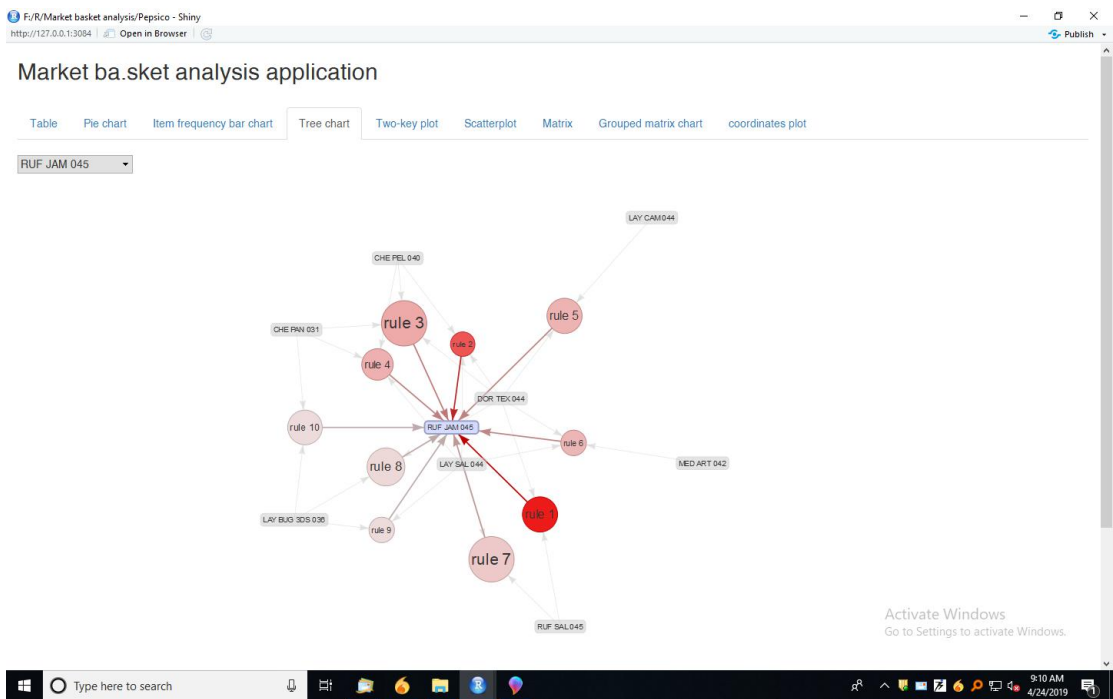 F:/R/Market basket analysis/Pepsico - Shiny
http://127.0.0.1:3084 Open in Browser Publish
Market ba.sket analysis application
Table Pie chart Item frequency bar chart Tree chart Two-key plot Scatterplot Matrix Grouped matrix chart coordinates plot
RUF JAM 045
LAY CAM 044
CHE PEL 040
rule 5
rule 3
CHE PAN 031
rule 2
rule 4
DOR TEX 044
rule 10
RUF JAM 045
rule 6
LAY SAL 044
MED ART 042
rule 8
rule 1
LAY BUG 3DS 036
rule 9
rule 7
Activate Windows
RUF SAL 045
Go to Settings to activate Windows.
Type here to search
9:10 AM
4/24/2019